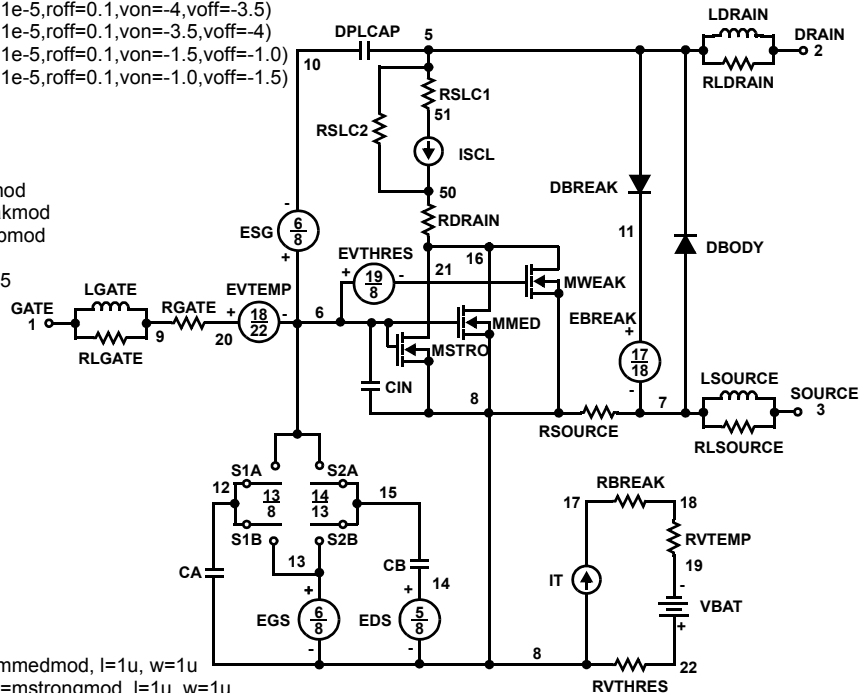 1e-5,roff=0.1,von=-4,voff=-3.5)
1e-5,roff=0.1,von=-3.5,voff=-4)
1e-5,roff=0.1,von=-1.5,voff=-1.0)
1e-5,roff=0.1,von=-1.0,voff=-1.5)
LDRAIN
DPLCAP 5
DRAIN
2
10
RLDRAIN
RSLC1
51
RSLC2
ISCL
50
DBREAK
RDRAIN
ESG
6
8
-
+
11
DBODY
EVTHRES
+ 19 -
8
21
16
MWEAK
LGATE
EVTEMP
GATE
1
RGATE
+ 18 -
22
6
MMED
EBREAK
+
9
20
MSTRO
17
18
-
RLGATE
CIN
LSOURCE
8
7
SOURCE
3
RSOURCE
RLSOURCE
S1A
S2A
12
13
8
14
13
15
S1B
S2B
RBREAK
17
18
RVTEMP
13
CB
CA
19
IT
14
-
VBAT
+
+
EGS
6
8
-
+
EDS
5
8
-
8
22
RVTHRES
mod
akmod
omod
5
mmedmod, l=1u, w=1u
=mstrongmod, l=1u, w=1u